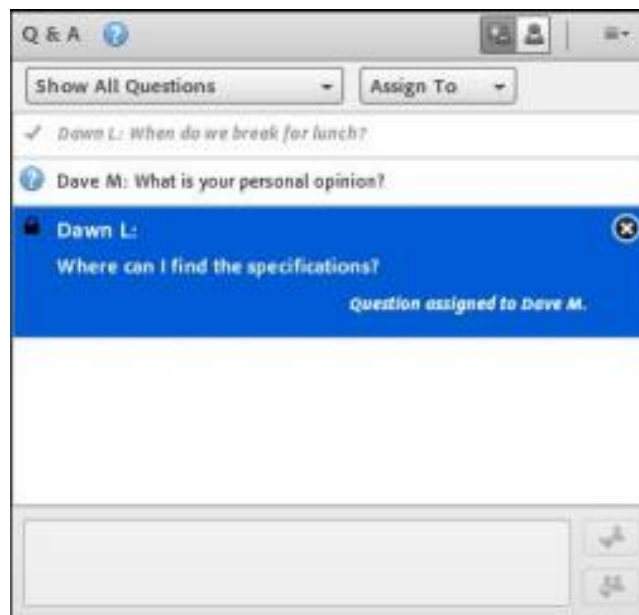 Q & A ?
Show All Questions Assign To
Dawn L: When do we break for lunch?
? Dave M: What is your personal opinion?
Dawn L:
Where can I find the specifications?
Question assigned to Dave M.